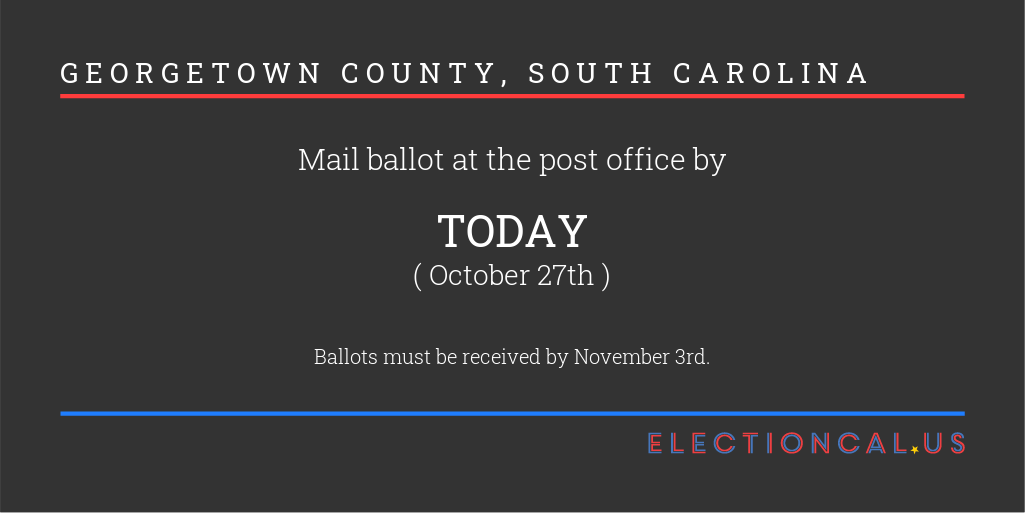 GEORGETOWN COUNTY, SOUTH CAROLINA
Mail ballot at the post office by
TODAY
( October 27th )
Ballots must be received by November 3rd.
ELECTIONCAL.US